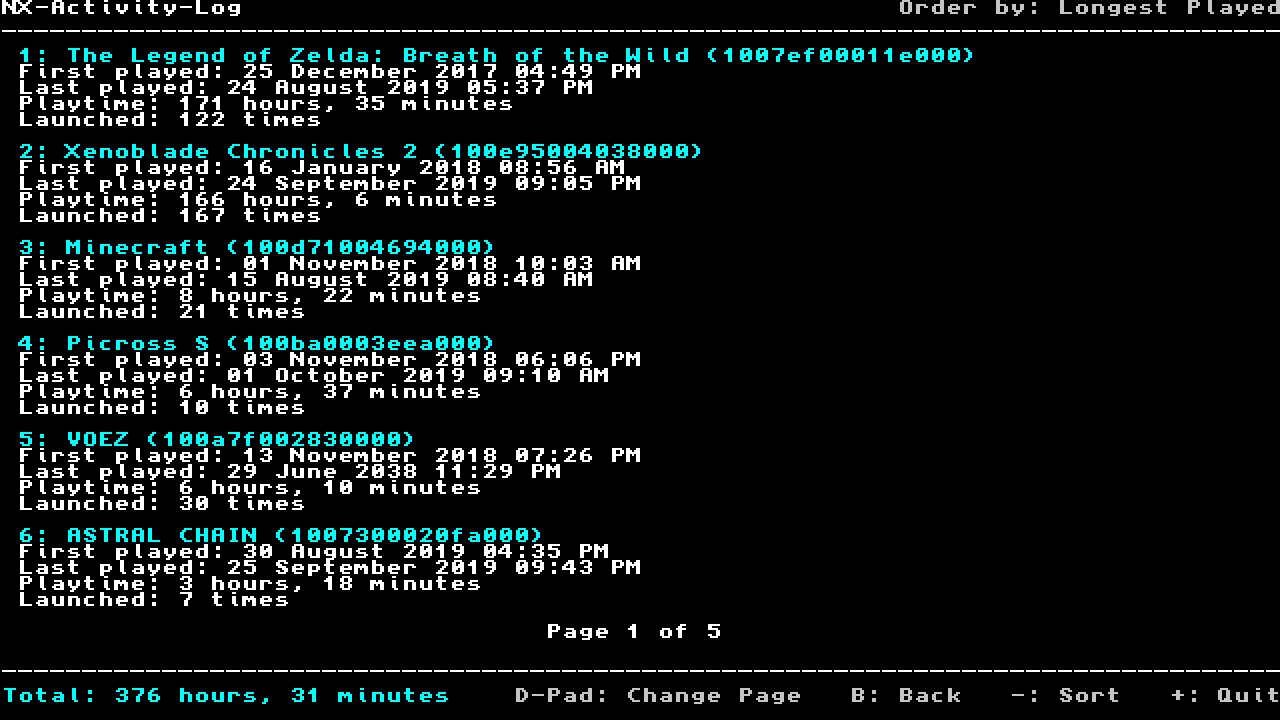 NX-Activity-Log Order by: Longest Played
1: The Legend of Zelda: Breath of the Wild (1007ef00011e000)
First played: 25 December 2017 04:49 PM
Last played: 24 August 2019 05:37 PM
Playtime: 171 hours, 35 minutes
Launched: 122 times
2: Xenoblade Chronicles 2 (100e95004038000)
First played: 16 January 2018 08:56 AM
Last played: 24 September 2019 09:05 PM
Playtime: 166 hours, 6 minutes
Launched: 167 times
3: Minecraft (100d71004694000)
First played: 01 November 2018 10:03 AM
Last played: 15 August 2019 08:40 AM
Playtime: 8 hours, 22 minutes
Launched: 21 times
4: Picross S (100ba0003eea000)
First played: 03 November 2018 06:06 PM
Last played: 01 October 2019 09:10 AM
Playtime: 6 hours, 37 minutes
Launched: 10 times
5: VOEZ (100a7f002830000)
First played: 13 November 2018 07:26 PM
Last played: 29 June 2038 11:29 PM
Playtime: 6 hours, 10 minutes
Launched: 30 times
6: ASTRAL CHAIN (1007300020fa000)
First played: 30 August 2019 04:35 PM
Last played: 25 September 2019 09:43 PM
Playtime: 3 hours, 18 minutes
Launched: 7 times
Page 1 of 5
Total: 376 hours, 31 minutes D-Pad: Change Page B: Back -: Sort +: Quit